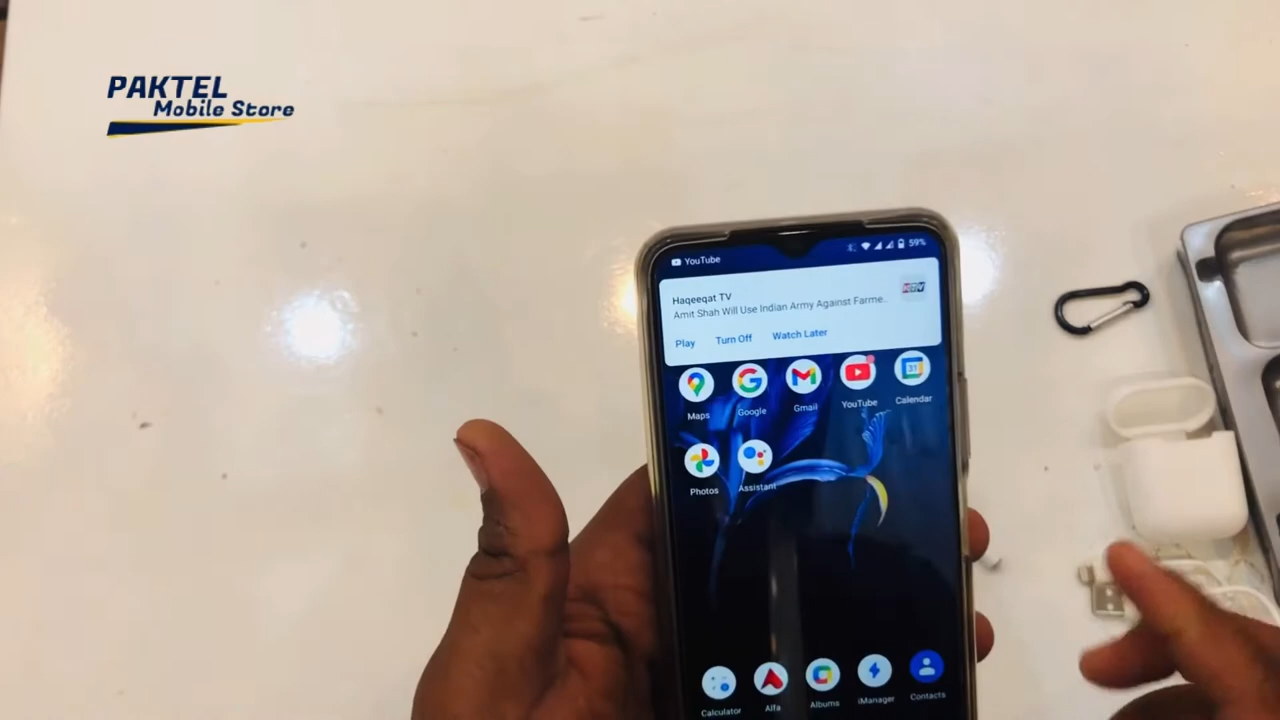 PAKTEL
Mobile Store
YouTube
59%
Haqeeqat TV
Amit Shah Will Use Indian Army Against Farme..
Play Turn Off Watch Later
Maps Google Gmail YouTube Calendar
31
Photos Assistant
Calculator Alfa Albums iManager Contacts